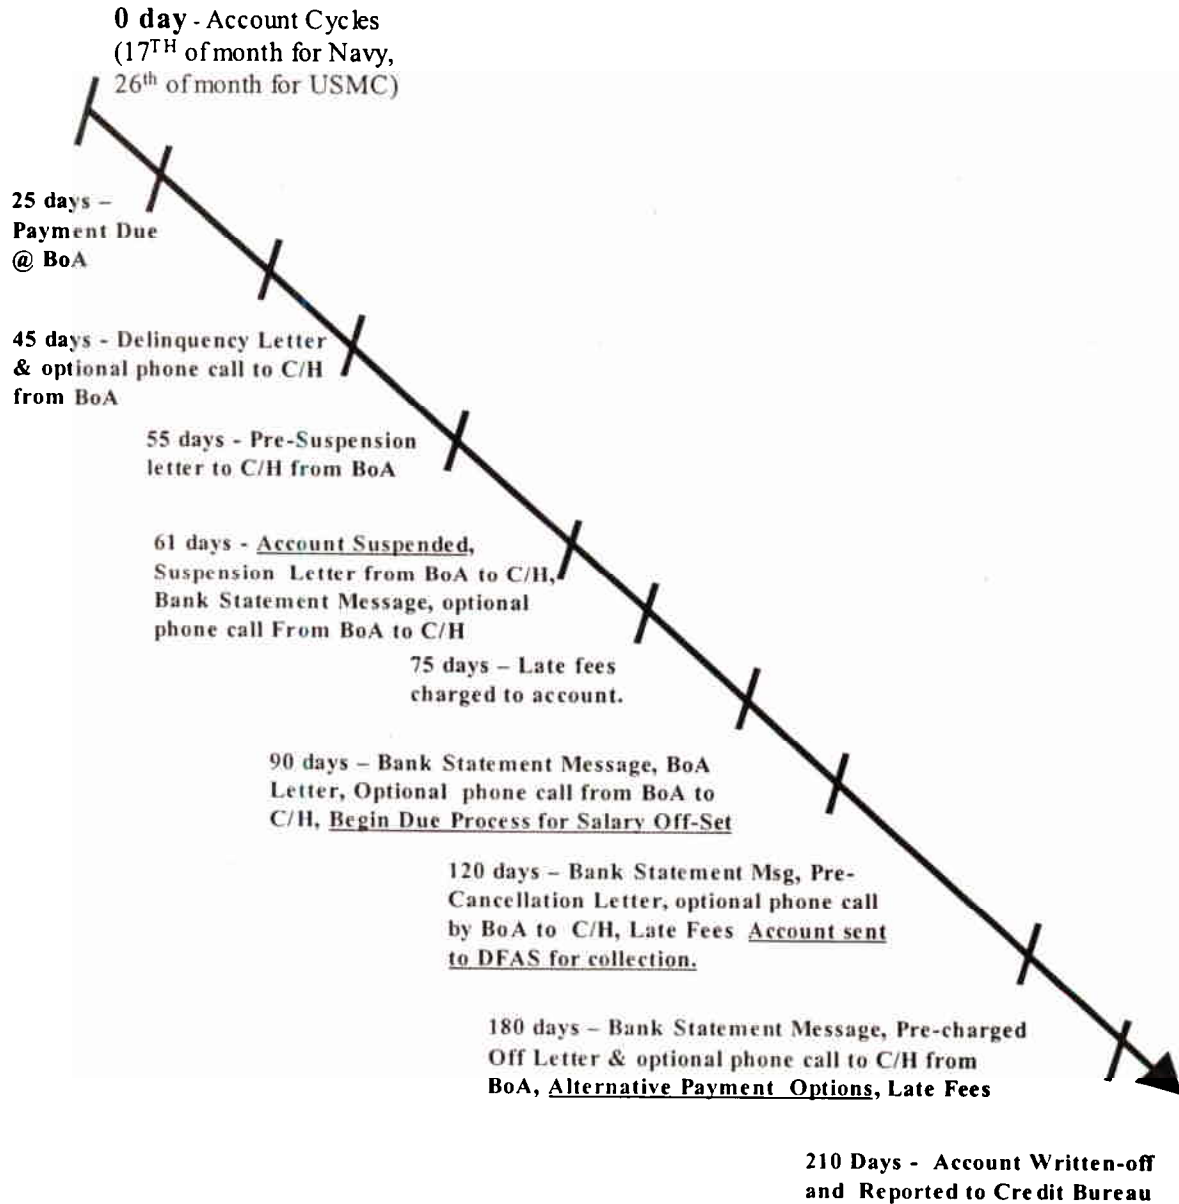 0 day - Account Cycles
(17TH of month for Navy,
26th of month for USMC)
25 days –
Payment Due
@ BoA
45 days - Delinquency Letter
& optional phone call to C/H
from BoA
55 days - Pre-Suspension
letter to C/H from BoA
61 days - Account Suspended,
Suspension Letter from BoA to C/H,
Bank Statement Message, optional
phone call From BoA to C/H
75 days – Late fees
charged to account.
90 days – Bank Statement Message, BoA
Letter, Optional phone call from BoA to
C/H, Begin Due Process for Salary Off-Set
120 days – Bank Statement Msg, Pre-
Cancellation Letter, optional phone call
by BoA to C/H, Late Fees Account sent
to DFAS for collection.
180 days – Bank Statement Message, Pre-charged
Off Letter & optional phone call to C/H from
BoA, Alternative Payment Options, Late Fees
210 Days - Account Written-off
and Reported to Credit Bureau